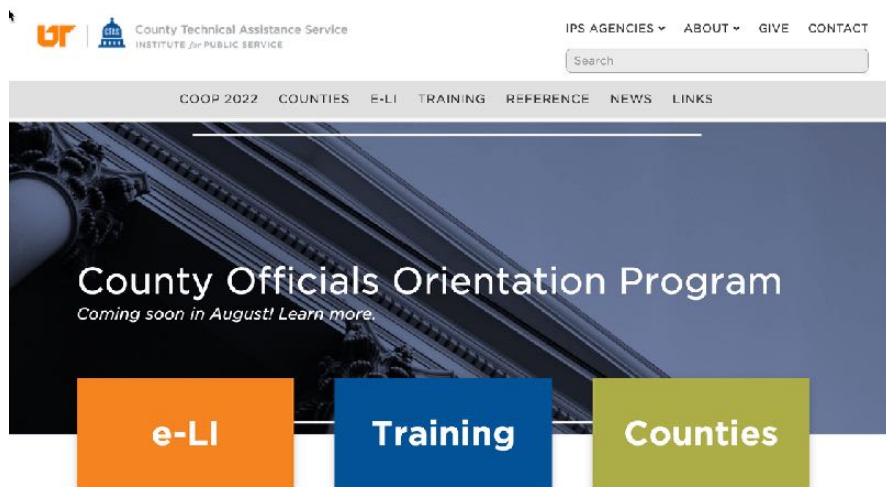 UT
ctas
County Technical Assistance Service
INSTITUTE for PUBLIC SERVICE
IPS AGENCIES ABOUT GIVE CONTACT
Search
COOP 2022 COUNTIES E-LI TRAINING REFERENCE NEWS LINKS
County Officials Orientation Program
Coming soon in August! Learn more.
e-LI Training Counties